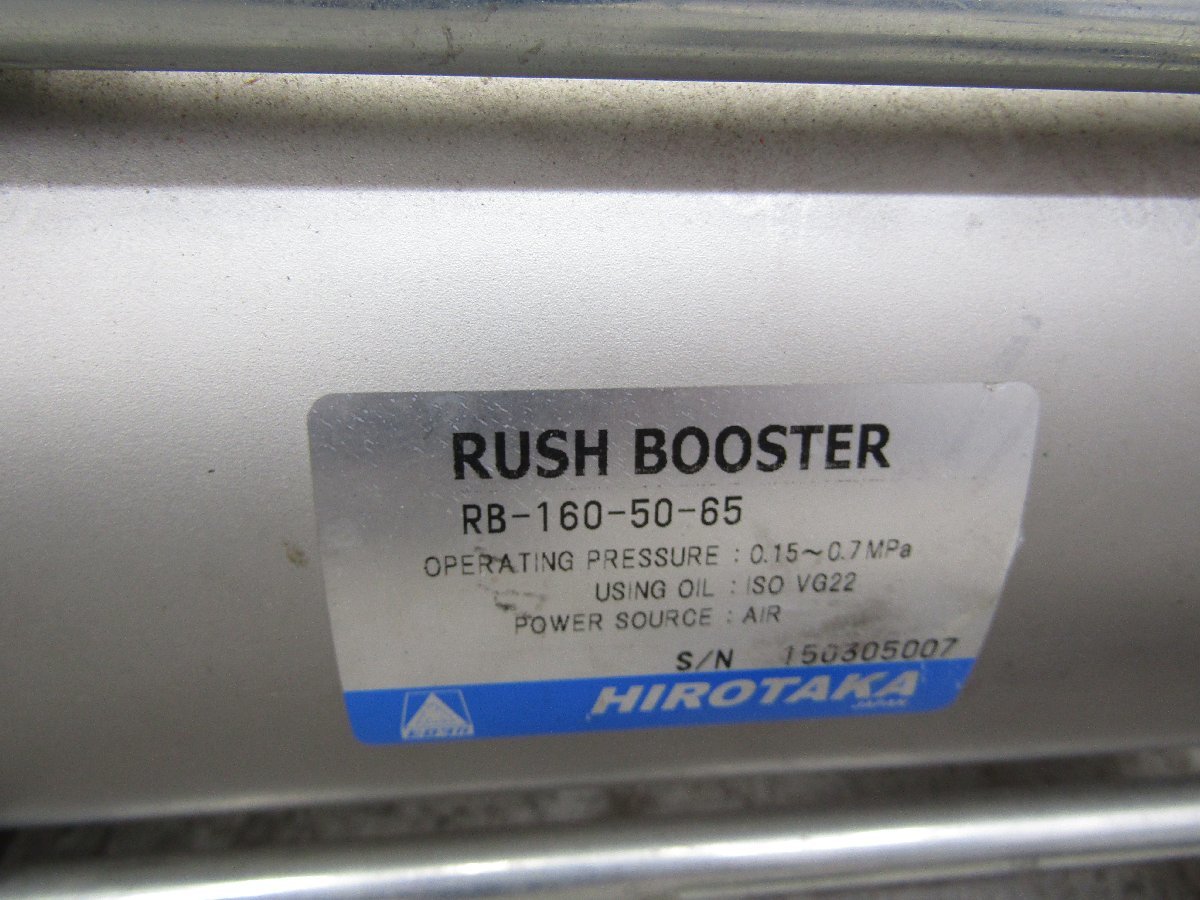 RUSH BOOSTER
RB-160-50-65
OPERATING PRESSURE : 0.15～0.7MPa
USING OIL : ISO VG22
POWER SOURCE : AIR
S/N 150305007
HIROTAKA
JAPAN